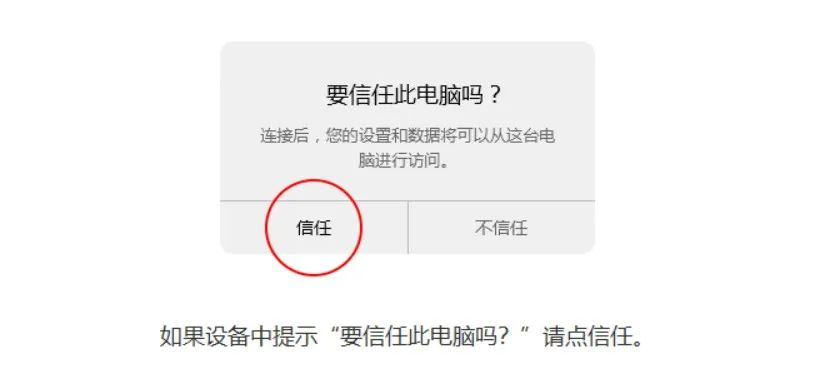 要信任此电脑吗？
连接后，您的设置和数据将可以从这台电
脑进行访问。
信任
不信任
如果设备中提示“要信任此电脑吗？”请点信任。